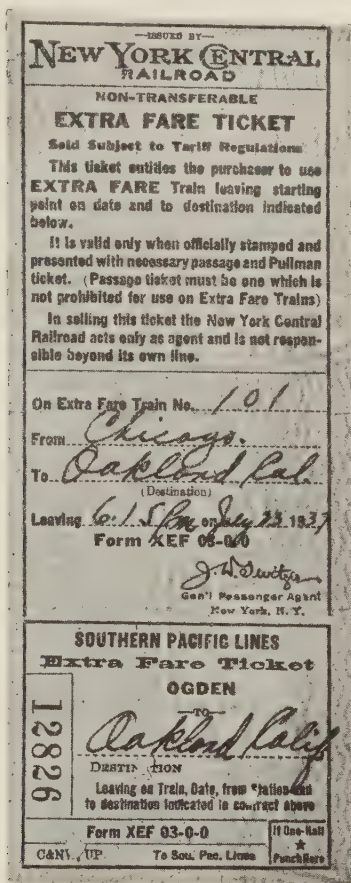 ISSUED BY
NEW YORK CENTRAL
RAILROAD
NON-TRANSFERABLE
EXTRA FARE TICKET
Sold Subject to Tariff Regulations
This ticket entitles the purchaser to use
EXTRA FARE Train leaving starting
point on date and to destination indicated
below.
It is valid only when officially stamped and
presented with necessary passage and Pullman
ticket. (Passage ticket must be one which is
not prohibited for use on Extra Fare Trains)
In selling this ticket the New York Central
Railroad acts only as agent and is not respon-
sible beyond its own line.
On Extra Fare Train No. 101
From Chicago.
To Oakland Cal.
(Destination)
Leaving 6:15 Pm on July 23 1937
Form XEF 03-0-0
Gen'l Passenger Agent
New York, N. Y.
SOUTHERN PACIFIC LINES
Extra Fare Ticket
OGDEN
TO
Oakland Calif
DESTINATION
Leaving on Train, Date, from Station and
to destination indicated in contract above
12826
Form XEF 03-0-0
C&NW., UP
To Sou. Pac. Lines
If One-Half
★
Punch Here